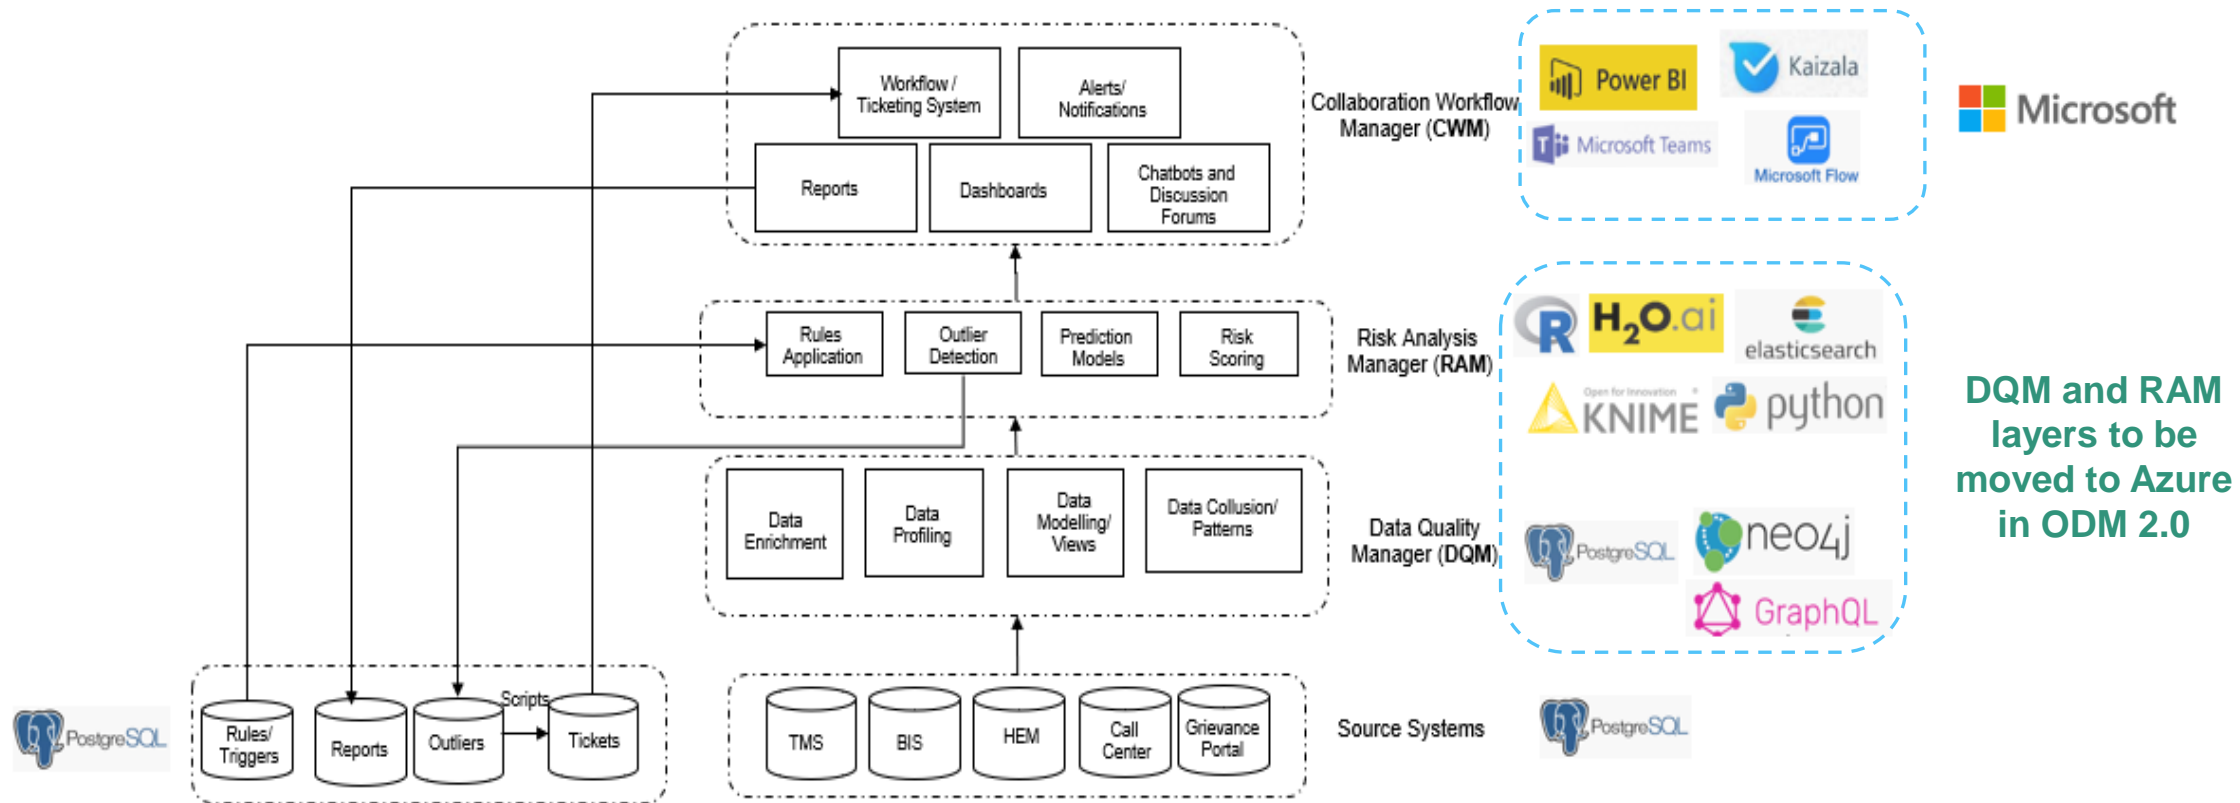 Workflow /
Ticketing System
Alerts/
Notifications
Reports
Dashboards
Chatbots and
Discussion
Forums
Collaboration Workflow
Manager (CWM)
Power BI
Kaizala
Microsoft Teams
Microsoft Flow
Microsoft
Rules
Application
Outlier
Detection
Prediction
Models
Risk
Scoring
Risk Analysis
Manager (RAM)
R
H2O.ai
elasticsearch
Open for Innovation
KNIME
python
DQM and RAM
layers to be
moved to Azure
in ODM 2.0
Data
Enrichment
Data
Profiling
Data
Modelling/
Views
Data Collusion/
Patterns
Data Quality
Manager (DQM)
PostgreSQL
neo4j
GraphQL
PostgreSQL
Rules/
Triggers
Reports
Outliers
Scripts
Tickets
TMS
BIS
HEM
Call
Center
Grievance
Portal
Source Systems
PostgreSQL